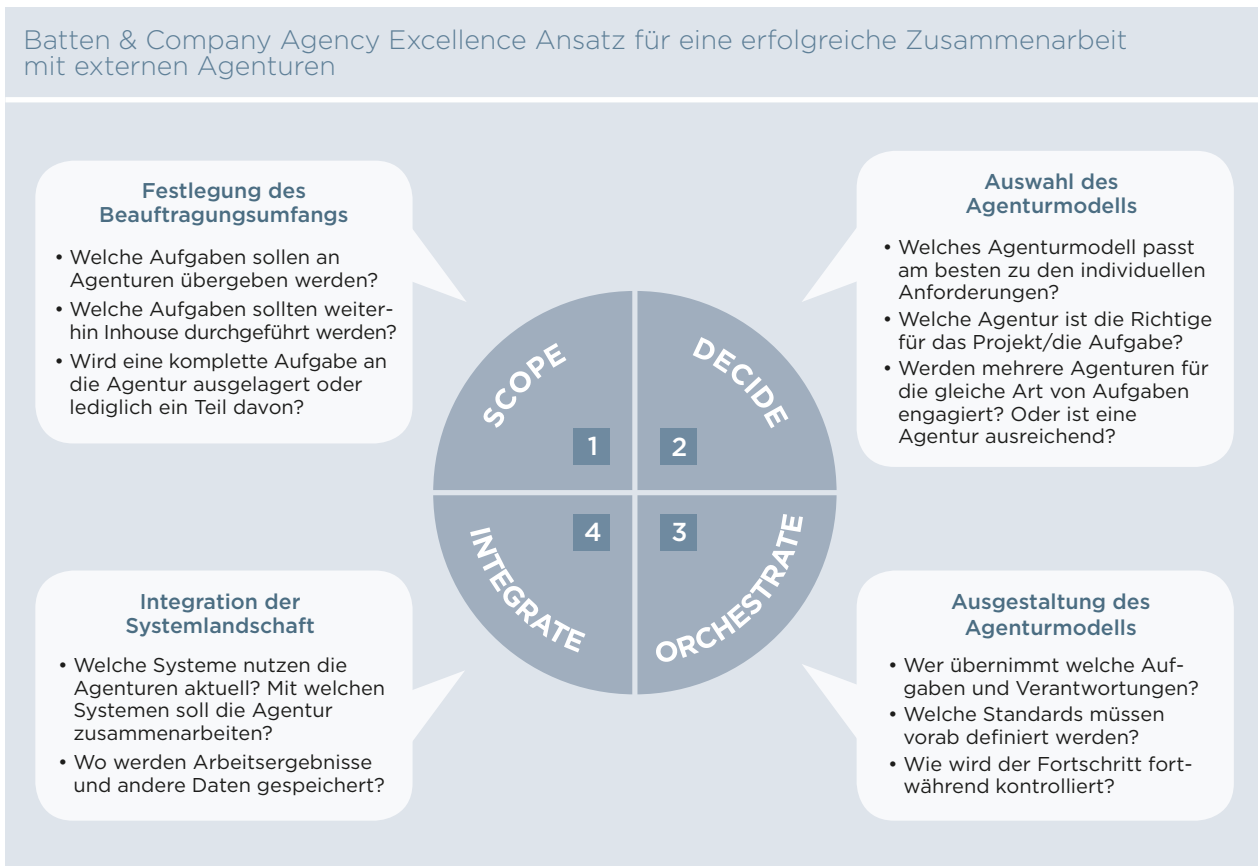 Batten & Company Agency Excellence Ansatz für eine erfolgreiche Zusammenarbeit
mit externen Agenturen
Festlegung des
Beauftragungsumfangs
• Welche Aufgaben sollen an
Agenturen übergeben werden?
• Welche Aufgaben sollten weiter-
hin Inhouse durchgeführt werden?
• Wird eine komplette Aufgabe an
die Agentur ausgelagert oder
lediglich ein Teil davon?
Auswahl des
Agenturmodells
• Welches Agenturmodell passt
am besten zu den individuellen
Anforderungen?
• Welche Agentur ist die Richtige
für das Projekt/die Aufgabe?
• Werden mehrere Agenturen für
die gleiche Art von Aufgaben
engagiert? Oder ist eine
Agentur ausreichend?
SCOPE
1
DECIDE
2
INTEGRATE
4
ORCHESTRATE
3
Integration der
Systemlandschaft
• Welche Systeme nutzen die
Agenturen aktuell? Mit welchen
Systemen soll die Agentur
zusammenarbeiten?
• Wo werden Arbeitsergebnisse
und andere Daten gespeichert?
Ausgestaltung des
Agenturmodells
• Wer übernimmt welche Auf-
gaben und Verantwortungen?
• Welche Standards müssen
vorab definiert werden?
• Wie wird der Fortschritt fort-
während kontrolliert?